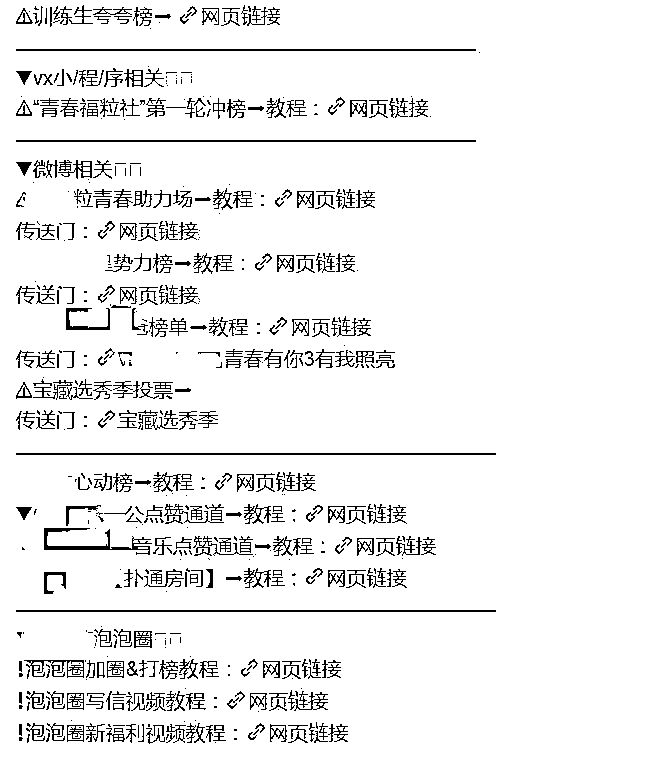 ⚠训练生夸夸榜➡ 🔗网页链接
▼vx小/程/序相关□□
⚠“青春福粒社”第一轮冲榜➡教程：🔗网页链接
▼微博相关□□
粒青春助力场➡教程：🔗网页链接
传送门：🔗网页链接
势力榜➡教程：🔗网页链接
传送门：🔗网页链接
榜单➡教程：🔗网页链接
传送门：🔗青春有你3有我照亮
⚠宝藏选秀季投票➡
传送门：🔗宝藏选秀季
心动榜➡教程：🔗网页链接
▼一公点赞通道➡教程：🔗网页链接
音乐点赞通道➡教程：🔗网页链接
扑通房间】➡教程：🔗网页链接
泡泡圈□□
!泡泡圈加圈&打榜教程：🔗网页链接
!泡泡圈写信视频教程：🔗网页链接
!泡泡圈新福利视频教程：🔗网页链接